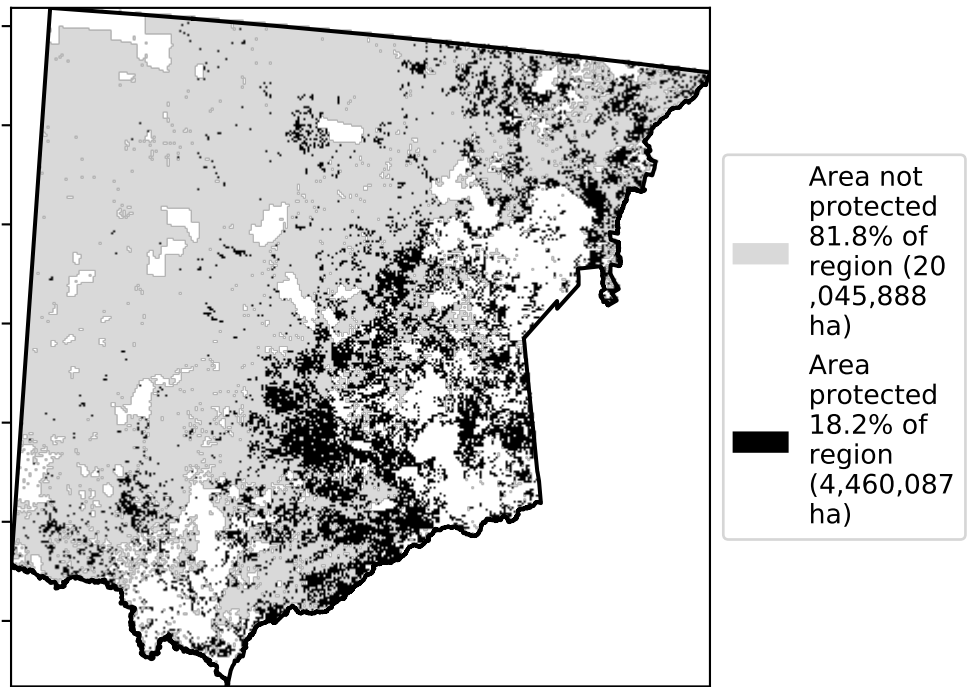 Area not
protected
81.8% of
region (20
,045,888
ha)
Area
protected
18.2% of
region
(4,460,087
ha)